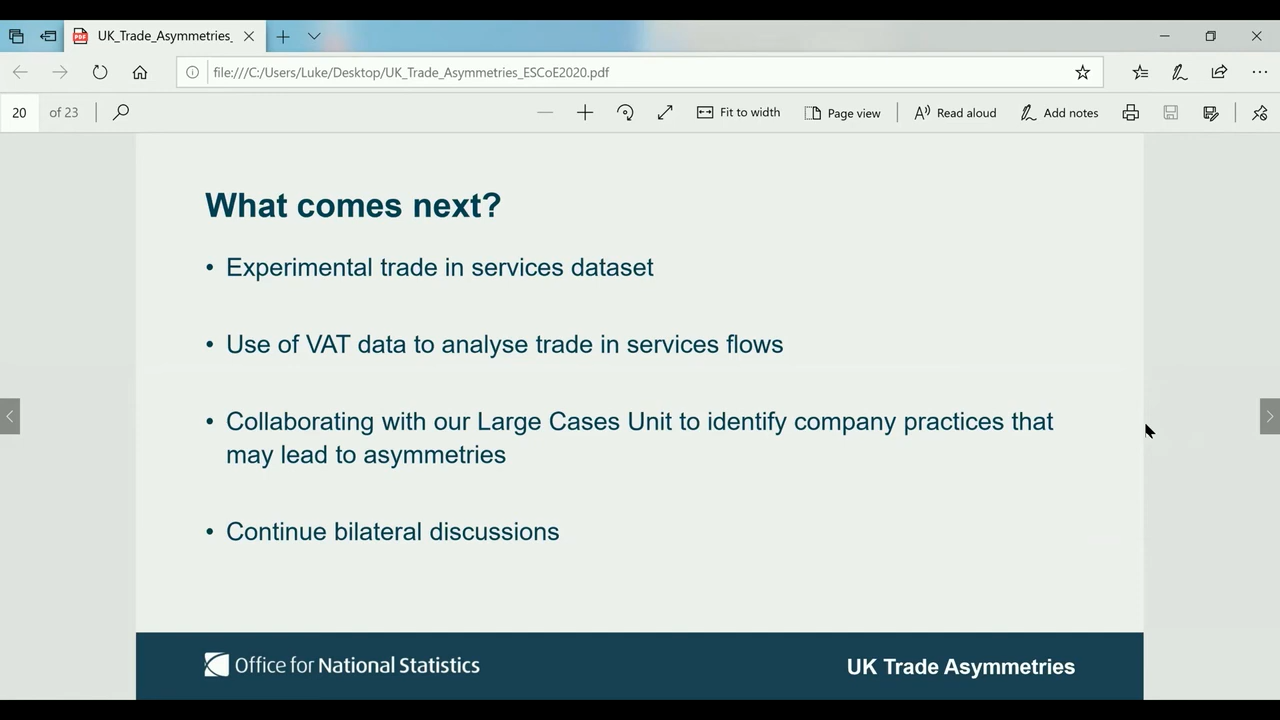 UK_Trade_Asymmetries_
file:///C:/Users/Luke/Desktop/UK_Trade_Asymmetries_ESCoE2020.pdf
20 of 23
Fit to width
Page view
Read aloud
Add notes
What comes next?
• Experimental trade in services dataset
• Use of VAT data to analyse trade in services flows
• Collaborating with our Large Cases Unit to identify company practices that
may lead to asymmetries
• Continue bilateral discussions
Office for National Statistics
UK Trade Asymmetries